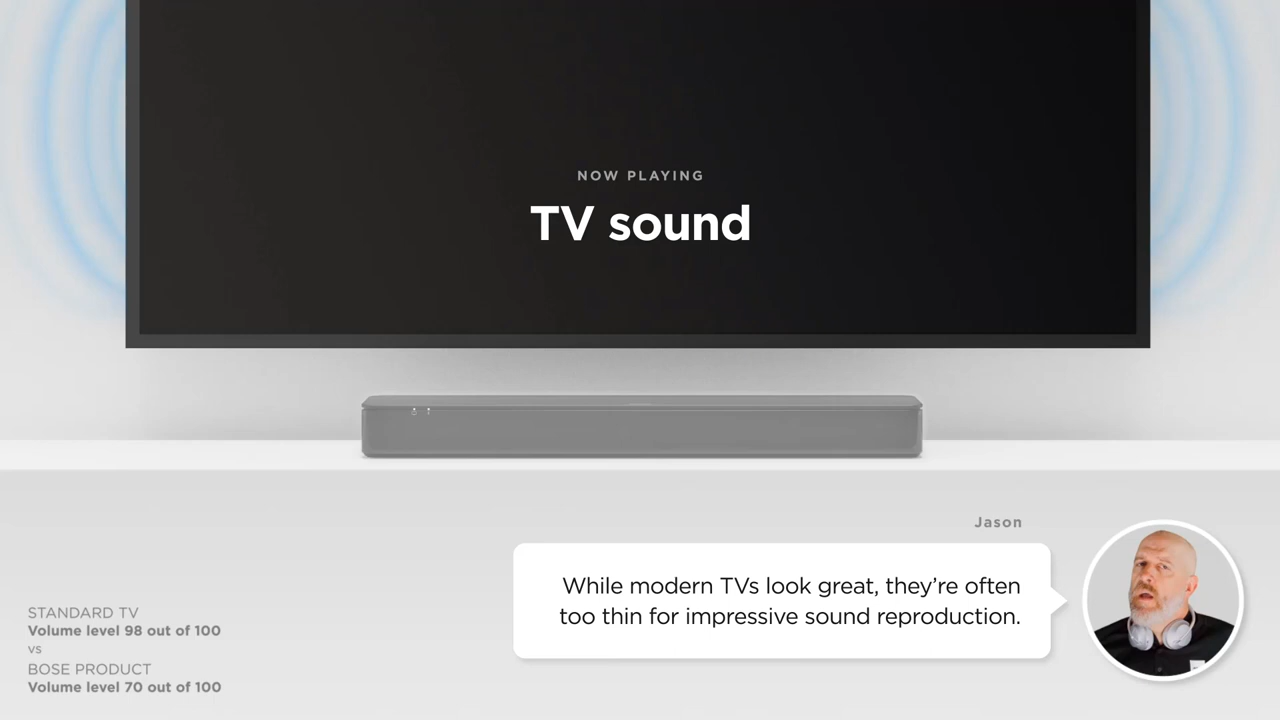 NOW PLAYING
TV sound
Jason
While modern TVs look great, they're often
too thin for impressive sound reproduction.
STANDARD TV
Volume level 98 out of 100
vs
BOSE PRODUCT
Volume level 70 out of 100